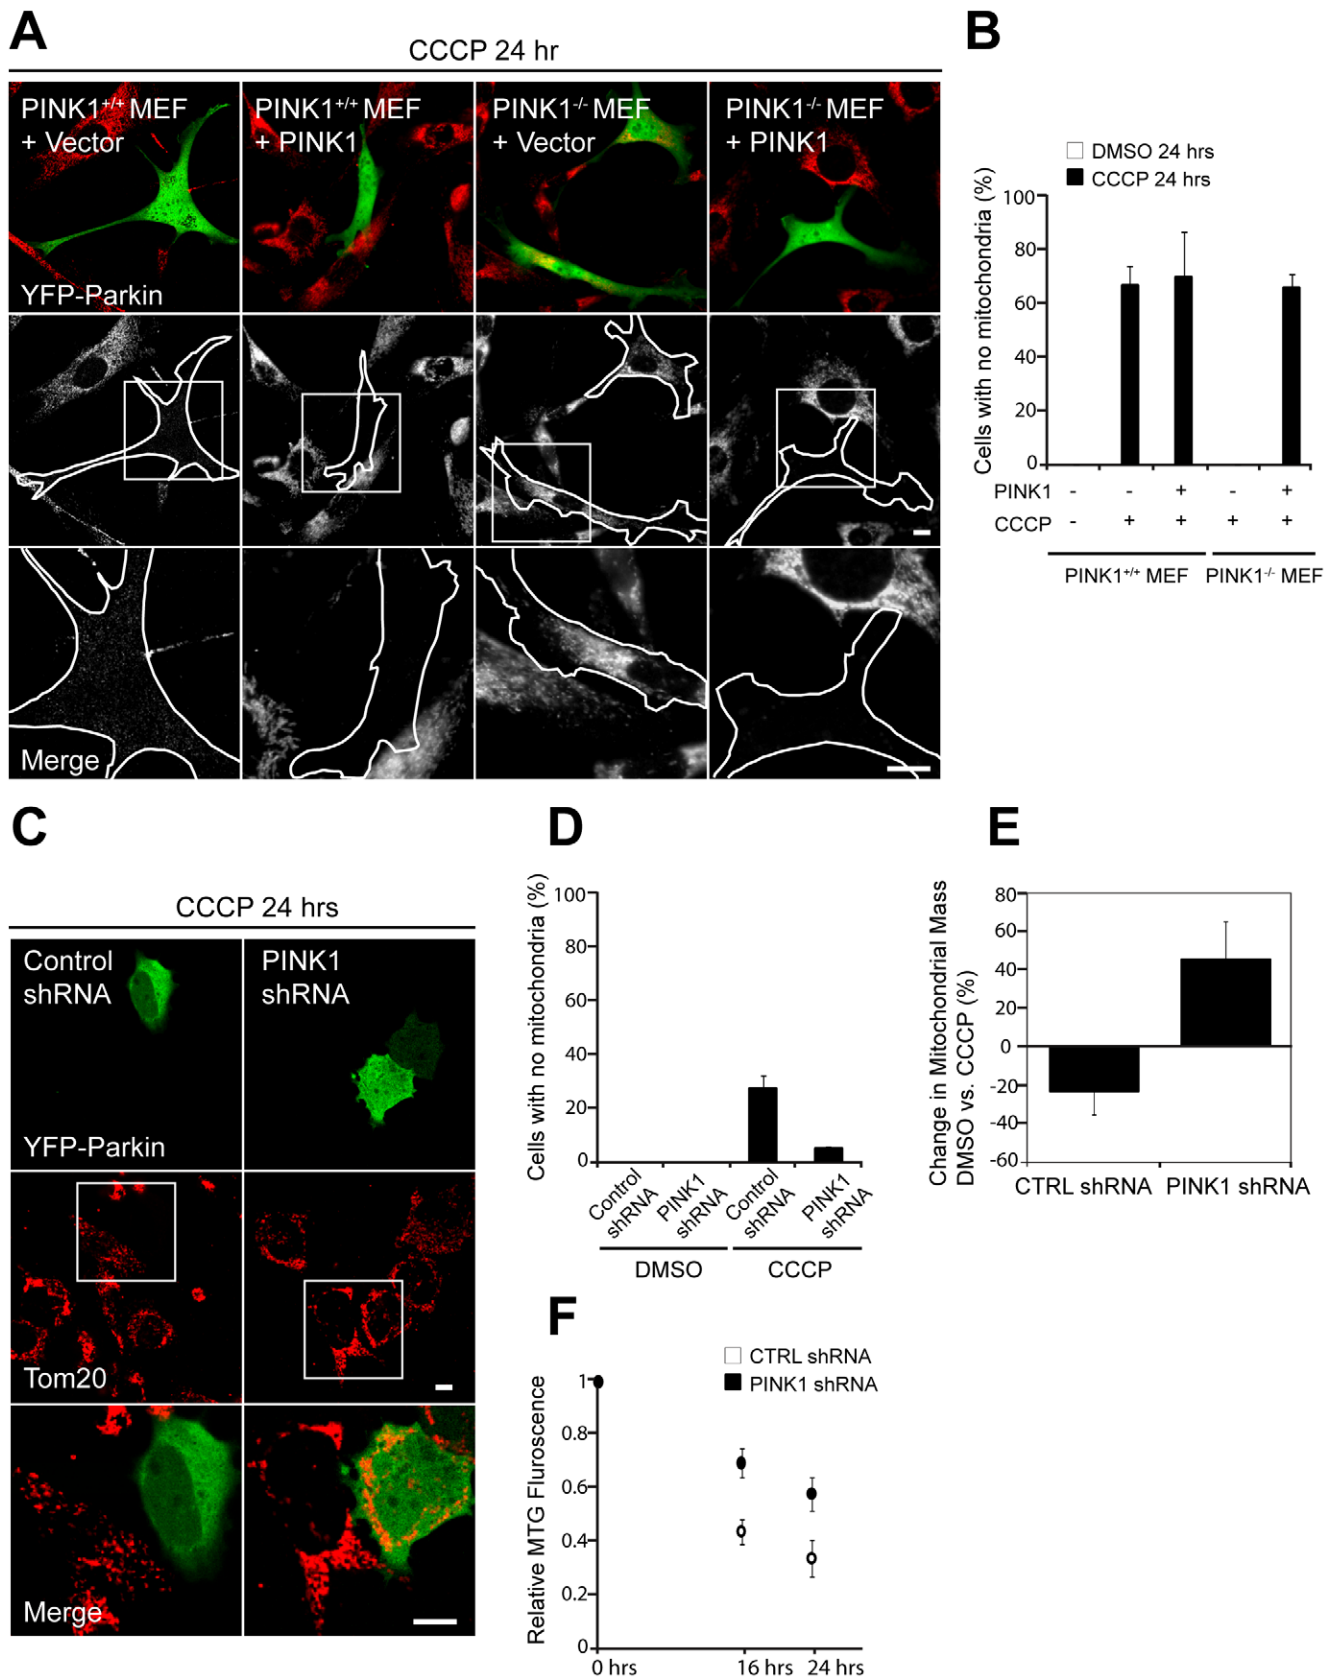 A
CCCP 24 hr
PINK1+/+ MEF + Vector
PINK1+/+ MEF + PINK1
PINK1-/- MEF + Vector
PINK1-/- MEF + PINK1
YFP-Parkin
Merge
B
DMSO 24 hrs
CCCP 24 hrs
Cells with no mitochondria (%)
100
80
60
40
20
0
PINK1 - - + - +
CCCP - + + + +
PINK1+/+ MEF PINK1-/- MEF
C
CCCP 24 hrs
Control shRNA
PINK1 shRNA
YFP-Parkin
Tom20
Merge
D
Cells with no mitochondria (%)
100
80
60
40
20
0
Control shRNA
PINK1 shRNA
Control shRNA
PINK1 shRNA
DMSO CCCP
E
Change in Mitochondrial Mass
DMSO vs. CCCP (%)
80
60
40
20
0
-20
-40
-60
CTRL shRNA PINK1 shRNA
F
CTRL shRNA
PINK1 shRNA
Relative MTG Fluroscence
1
0.8
0.6
0.4
0.2
0
0 hrs 16 hrs 24 hrs